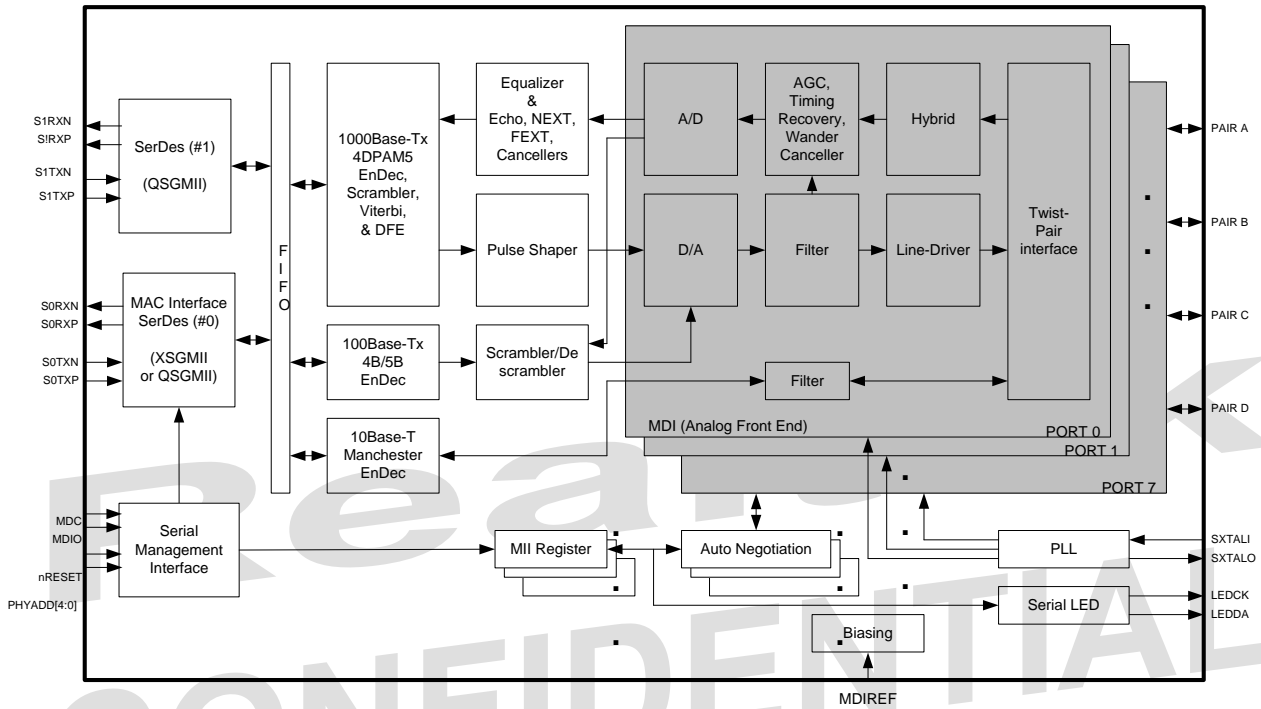 S1RXN
S!RXP
S1TXN
S1TXP
SerDes (#1)
(QSGMII)
S0RXN
S0RXP
S0TXN
S0TXP
MAC Interface
SerDes (#0)
(XSGMII
or QSGMII)
MDC
MDIO
nRESET
PHYADD[4:0]
Serial
Management
Interface
FIFO
1000Base-Tx
4DPAM5
EnDec,
Scrambler,
Viterbi,
& DFE
100Base-Tx
4B/5B
EnDec
10Base-T
Manchester
EnDec
Equalizer
&
Echo, NEXT,
FEXT,
Cancellers
Pulse Shaper
Scrambler/De
scrambler
A/D
AGC,
Timing
Recovery,
Wander
Canceller
Hybrid
D/A
Filter
Line-Driver
Twist-
Pair
interface
Filter
MDI (Analog Front End)
PORT 0
PORT 1
PORT 7
PAIR A
PAIR B
PAIR C
PAIR D
MII Register
Auto Negotiation
PLL
Serial LED
Biasing
SXTALI
SXTALO
LEDCK
LEDDA
MDIREF
CONFIDENTIAL